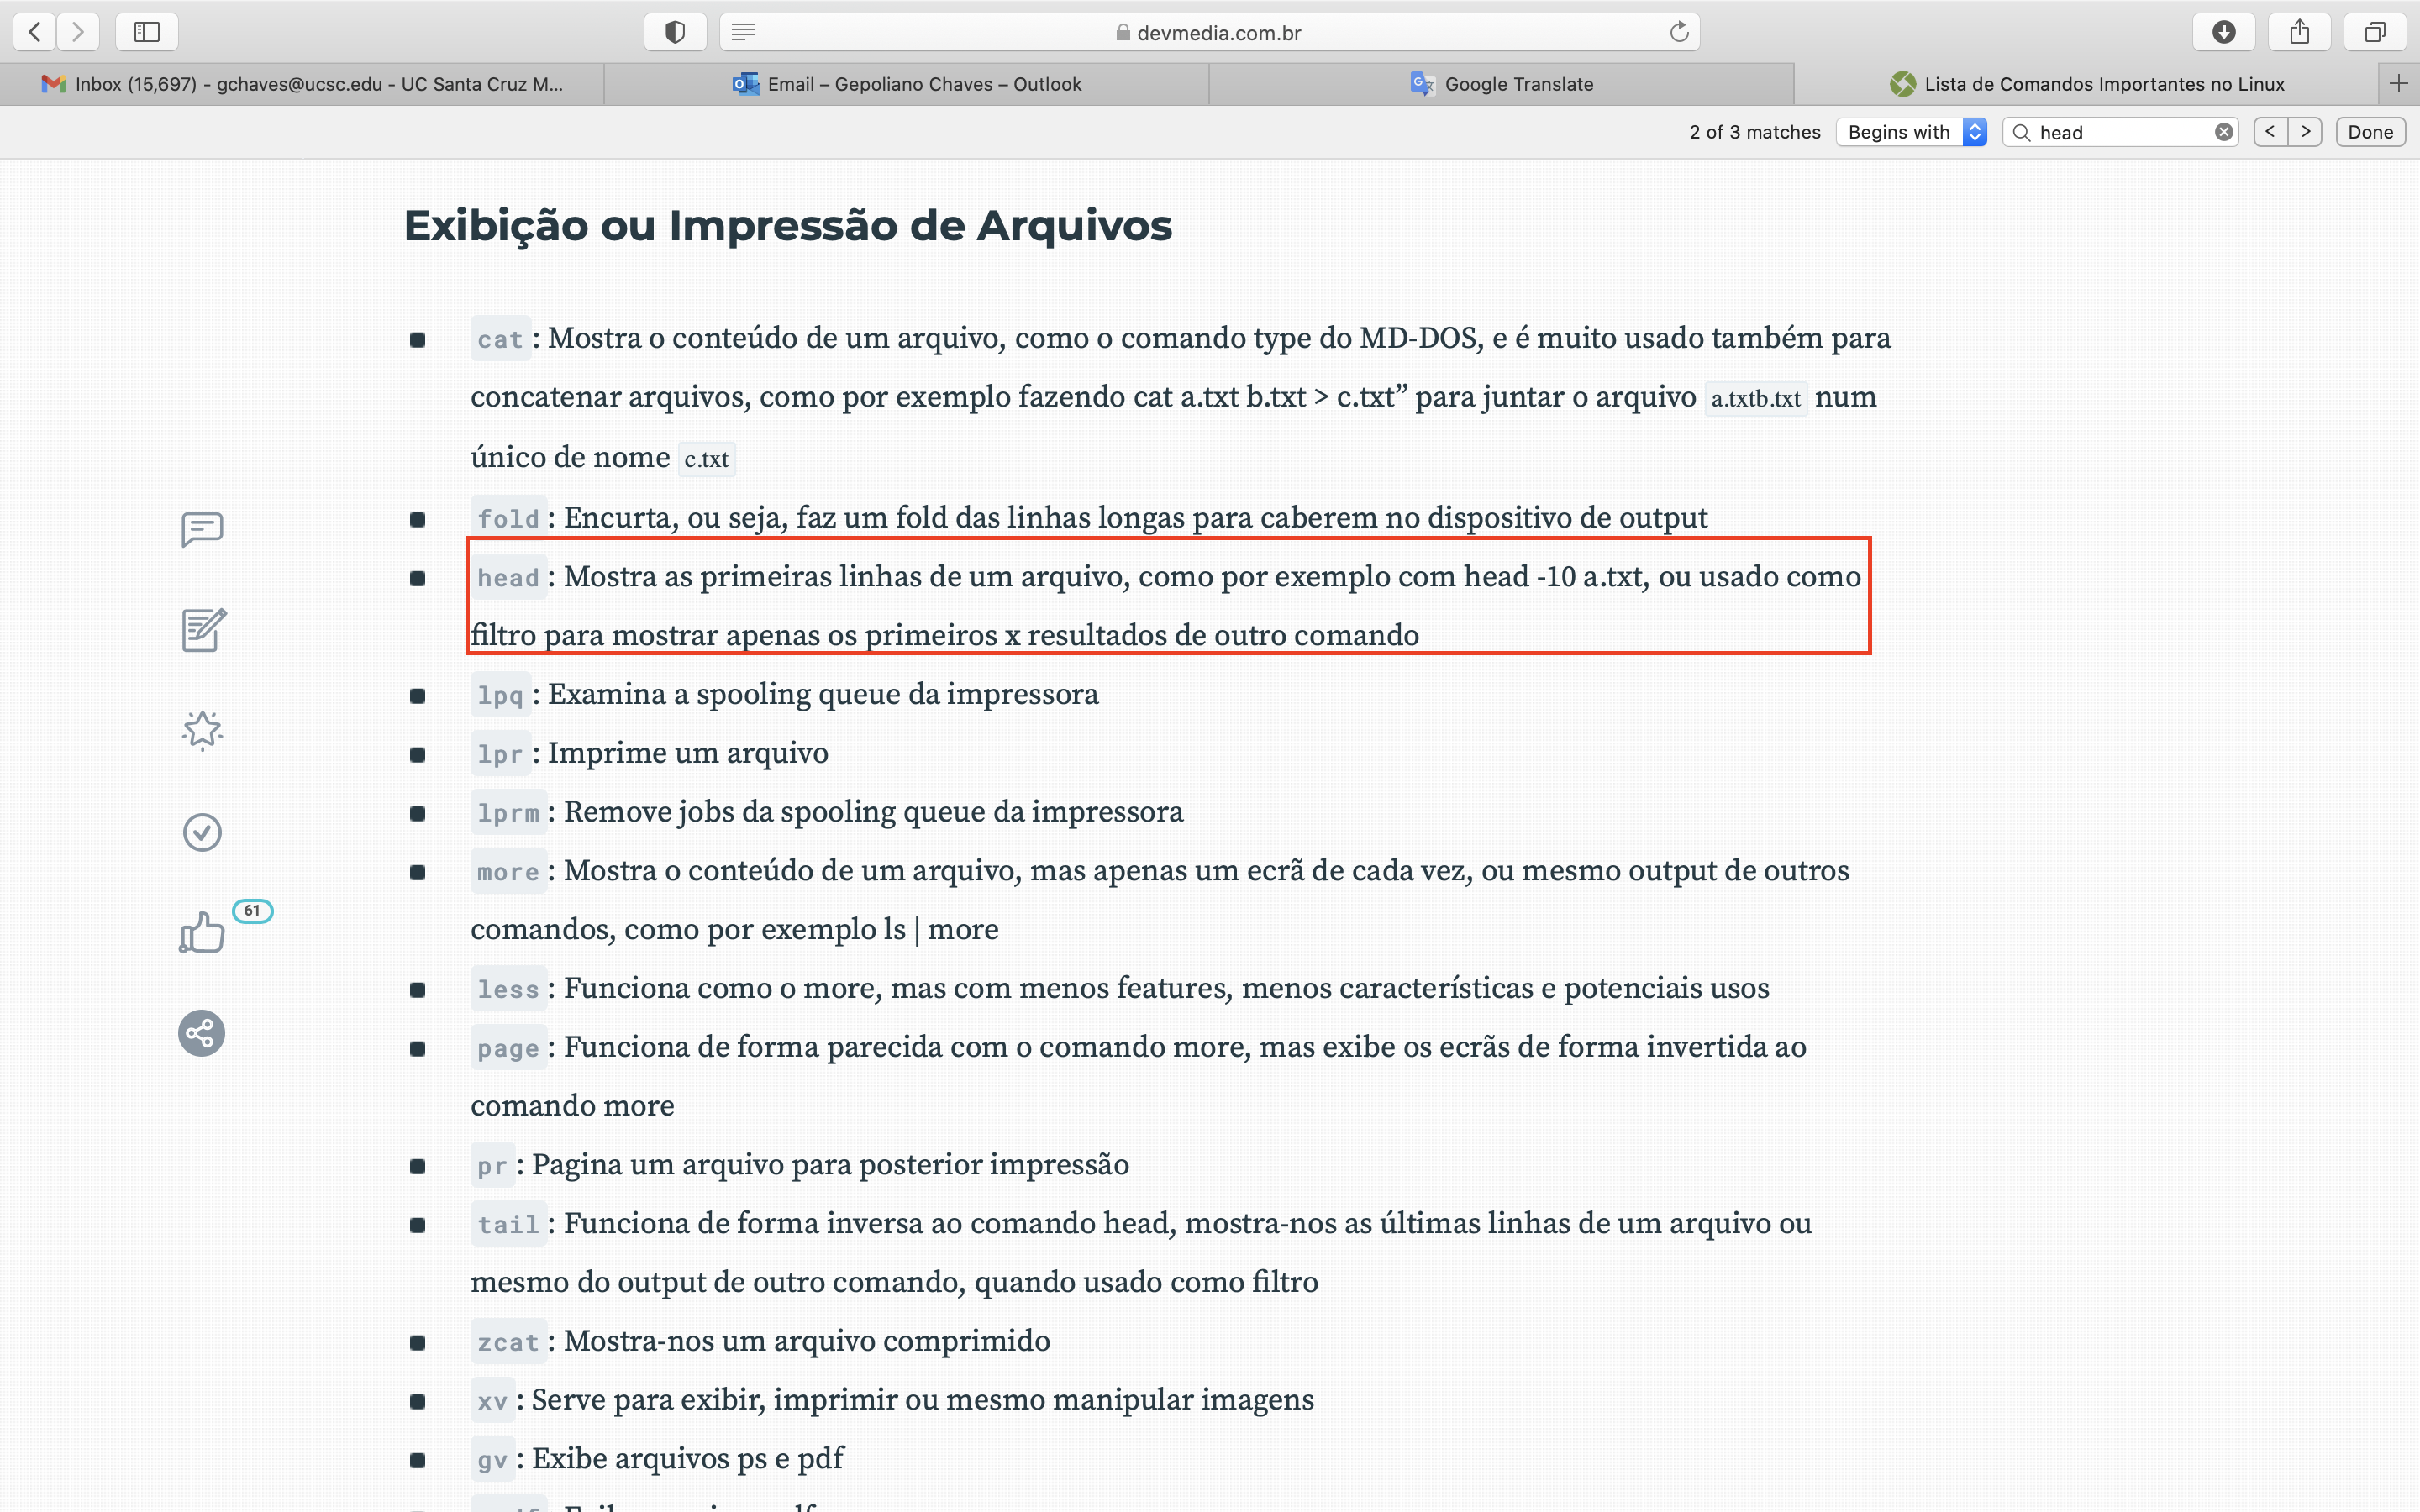 devmedia.com.br
Inbox (15,697) - gchaves@ucsc.edu - UC Santa Cruz M...
Email – Gepoliano Chaves – Outlook
Google Translate
Lista de Comandos Importantes no Linux
2 of 3 matches
Begins with
head
Done
Exibição ou Impressão de Arquivos
cat : Mostra o conteúdo de um arquivo, como o comando type do MD-DOS, e é muito usado também para
concatenar arquivos, como por exemplo fazendo cat a.txt b.txt > c.txt” para juntar o arquivo a.txtb.txt num
único de nome c.txt
fold : Encurta, ou seja, faz um fold das linhas longas para caberem no dispositivo de output
head : Mostra as primeiras linhas de um arquivo, como por exemplo com head -10 a.txt, ou usado como
filtro para mostrar apenas os primeiros x resultados de outro comando
lpq : Examina a spooling queue da impressora
lpr : Imprime um arquivo
lprm : Remove jobs da spooling queue da impressora
more : Mostra o conteúdo de um arquivo, mas apenas um ecrã de cada vez, ou mesmo output de outros
comandos, como por exemplo ls | more
61
less : Funciona como o more, mas com menos features, menos características e potenciais usos
page : Funciona de forma parecida com o comando more, mas exibe os ecrãs de forma invertida ao
comando more
pr : Pagina um arquivo para posterior impressão
tail : Funciona de forma inversa ao comando head, mostra-nos as últimas linhas de um arquivo ou
mesmo do output de outro comando, quando usado como filtro
zcat : Mostra-nos um arquivo comprimido
xv : Serve para exibir, imprimir ou mesmo manipular imagens
gv : Exibe arquivos ps e pdf